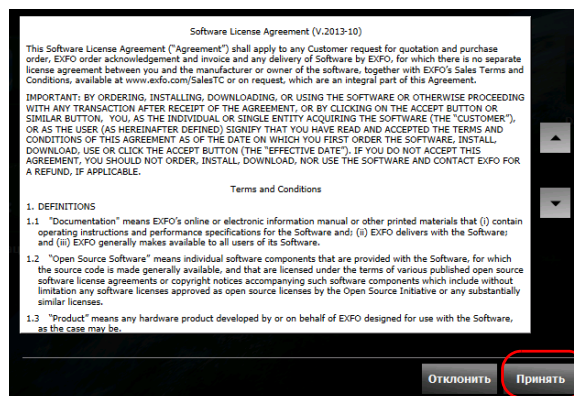 Software License Agreement (V.2013-10)
This Software License Agreement ("Agreement") shall apply to any Customer request for quotation and purchase
order, EXFO order acknowledgement and invoice and any delivery of Software by EXFO, for which there is no separate
license agreement between you and the manufacturer or owner of the software, together with EXFO's Sales Terms and
Conditions, available at www.exfo.com/SalesTC or on request, which are an integral part of this Agreement.
IMPORTANT: BY ORDERING, INSTALLING, DOWNLOADING, OR USING THE SOFTWARE OR OTHERWISE PROCEEDING
WITH ANY TRANSACTION AFTER RECEIPT OF THE AGREEMENT, OR BY CLICKING ON THE ACCEPT BUTTON OR
SIMILAR BUTTON, YOU, AS THE INDIVIDUAL OR SINGLE ENTITY ACQUIRING THE SOFTWARE (THE "CUSTOMER"),
OR AS THE USER (AS HEREINAFTER DEFINED) SIGNIFY THAT YOU HAVE READ AND ACCEPTED THE TERMS AND
CONDITIONS OF THIS AGREEMENT AS OF THE DATE ON WHICH YOU FIRST ORDER THE SOFTWARE, INSTALL,
DOWNLOAD, USE OR CLICK THE ACCEPT BUTTON (THE "EFFECTIVE DATE"). IF YOU DO NOT ACCEPT THIS
AGREEMENT, YOU SHOULD NOT ORDER, INSTALL, DOWNLOAD, NOR USE THE SOFTWARE AND CONTACT EXFO FOR
A REFUND, IF APPLICABLE.
Terms and Conditions
1. DEFINITIONS
1.1 "Documentation" means EXFO's online or electronic information manual or other printed materials that (i) contain
operating instructions and performance specifications for the Software and; (ii) EXFO delivers with the Software;
and (iii) EXFO generally makes available to all users of its Software.
1.2 "Open Source Software" means individual software components that are provided with the Software, for which
the source code is made generally available, and that are licensed under the terms of various published open source
software license agreements or copyright notices accompanying such software components which include without
limitation any software licenses approved as open source licenses by the Open Source Initiative or any substantially
similar licenses.
1.3 "Product" means any hardware product developed by or on behalf of EXFO designed for use with the Software,
as the case may be.
Отклонить Принять